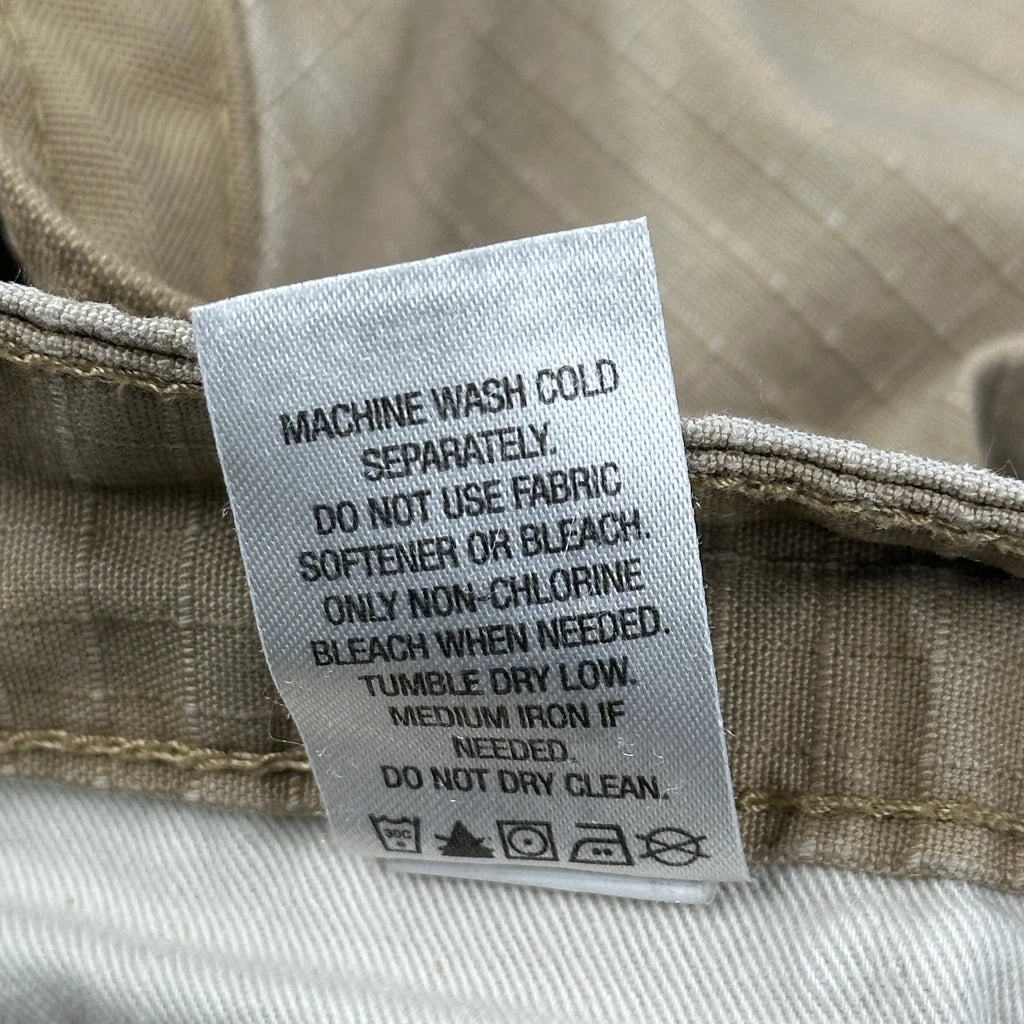 MACHINE WASH COLD
SEPARATELY.
DO NOT USE FABRIC
SOFTENER OR BLEACH.
ONLY NON-CHLORINE
BLEACH WHEN NEEDED.
TUMBLE DRY LOW.
MEDIUM IRON IF
NEEDED.
DO NOT DRY CLEAN.
30C